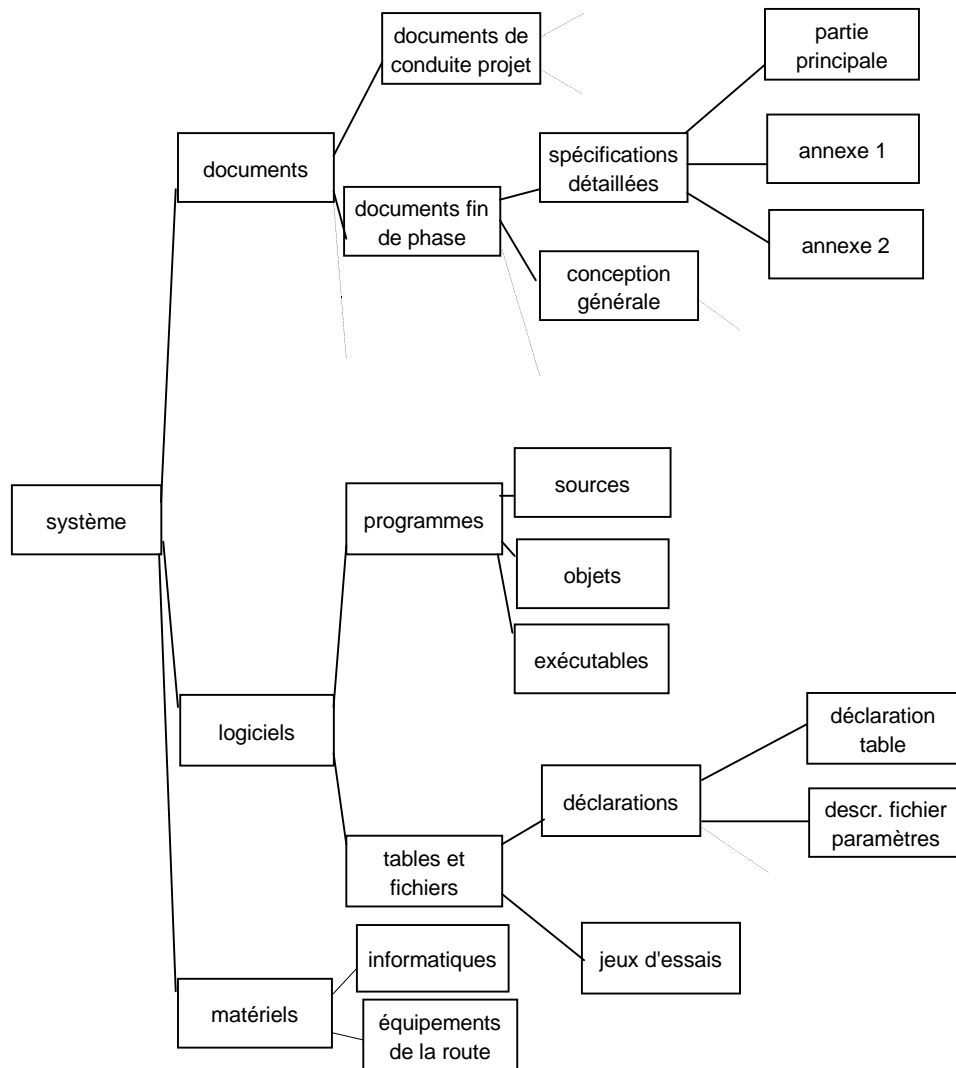 documents de
conduite projet
partie
principale
documents
spécifications
détaillées
annexe 1
documents fin
de phase
annexe 2
conception
générale
système
programmes
sources
objets
exécutables
logiciels
déclaration
table
déclarations
descr. fichier
paramètres
tables et
fichiers
jeux d'essais
informatiques
matériels
équipements
de la route